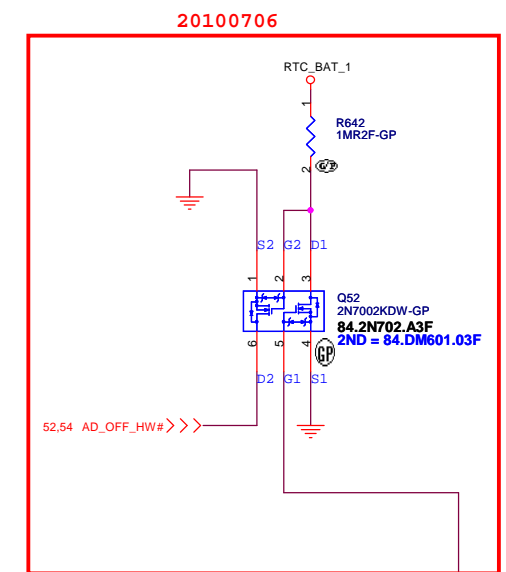 20100706
RTC_BAT_1
1
R642
1MR2F-GP
2
G/P
S2 G2 D1
1 2 3
Q52
2N7002KDW-GP
84.2N702.A3F
2ND = 84.DM601.03F
6 5 4
GP
D2 G1 S1
52,54 AD_OFF_HW#